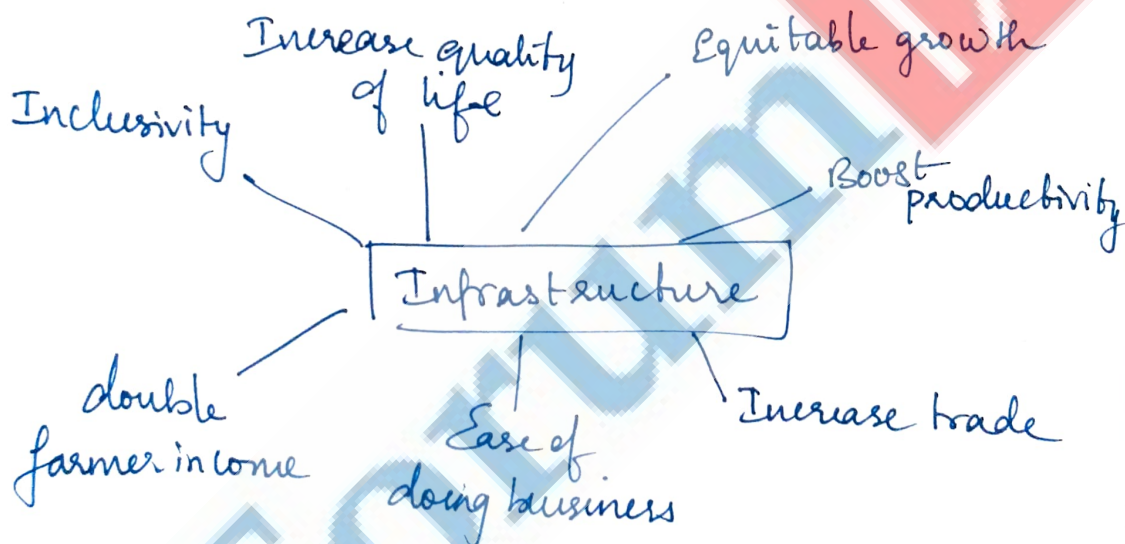 Increase quality
of life
Equitable growth
Inclusivity
Boost
productivity
Infrastructure
double
farmer income
Ease of
doing business
Increase trade
orum